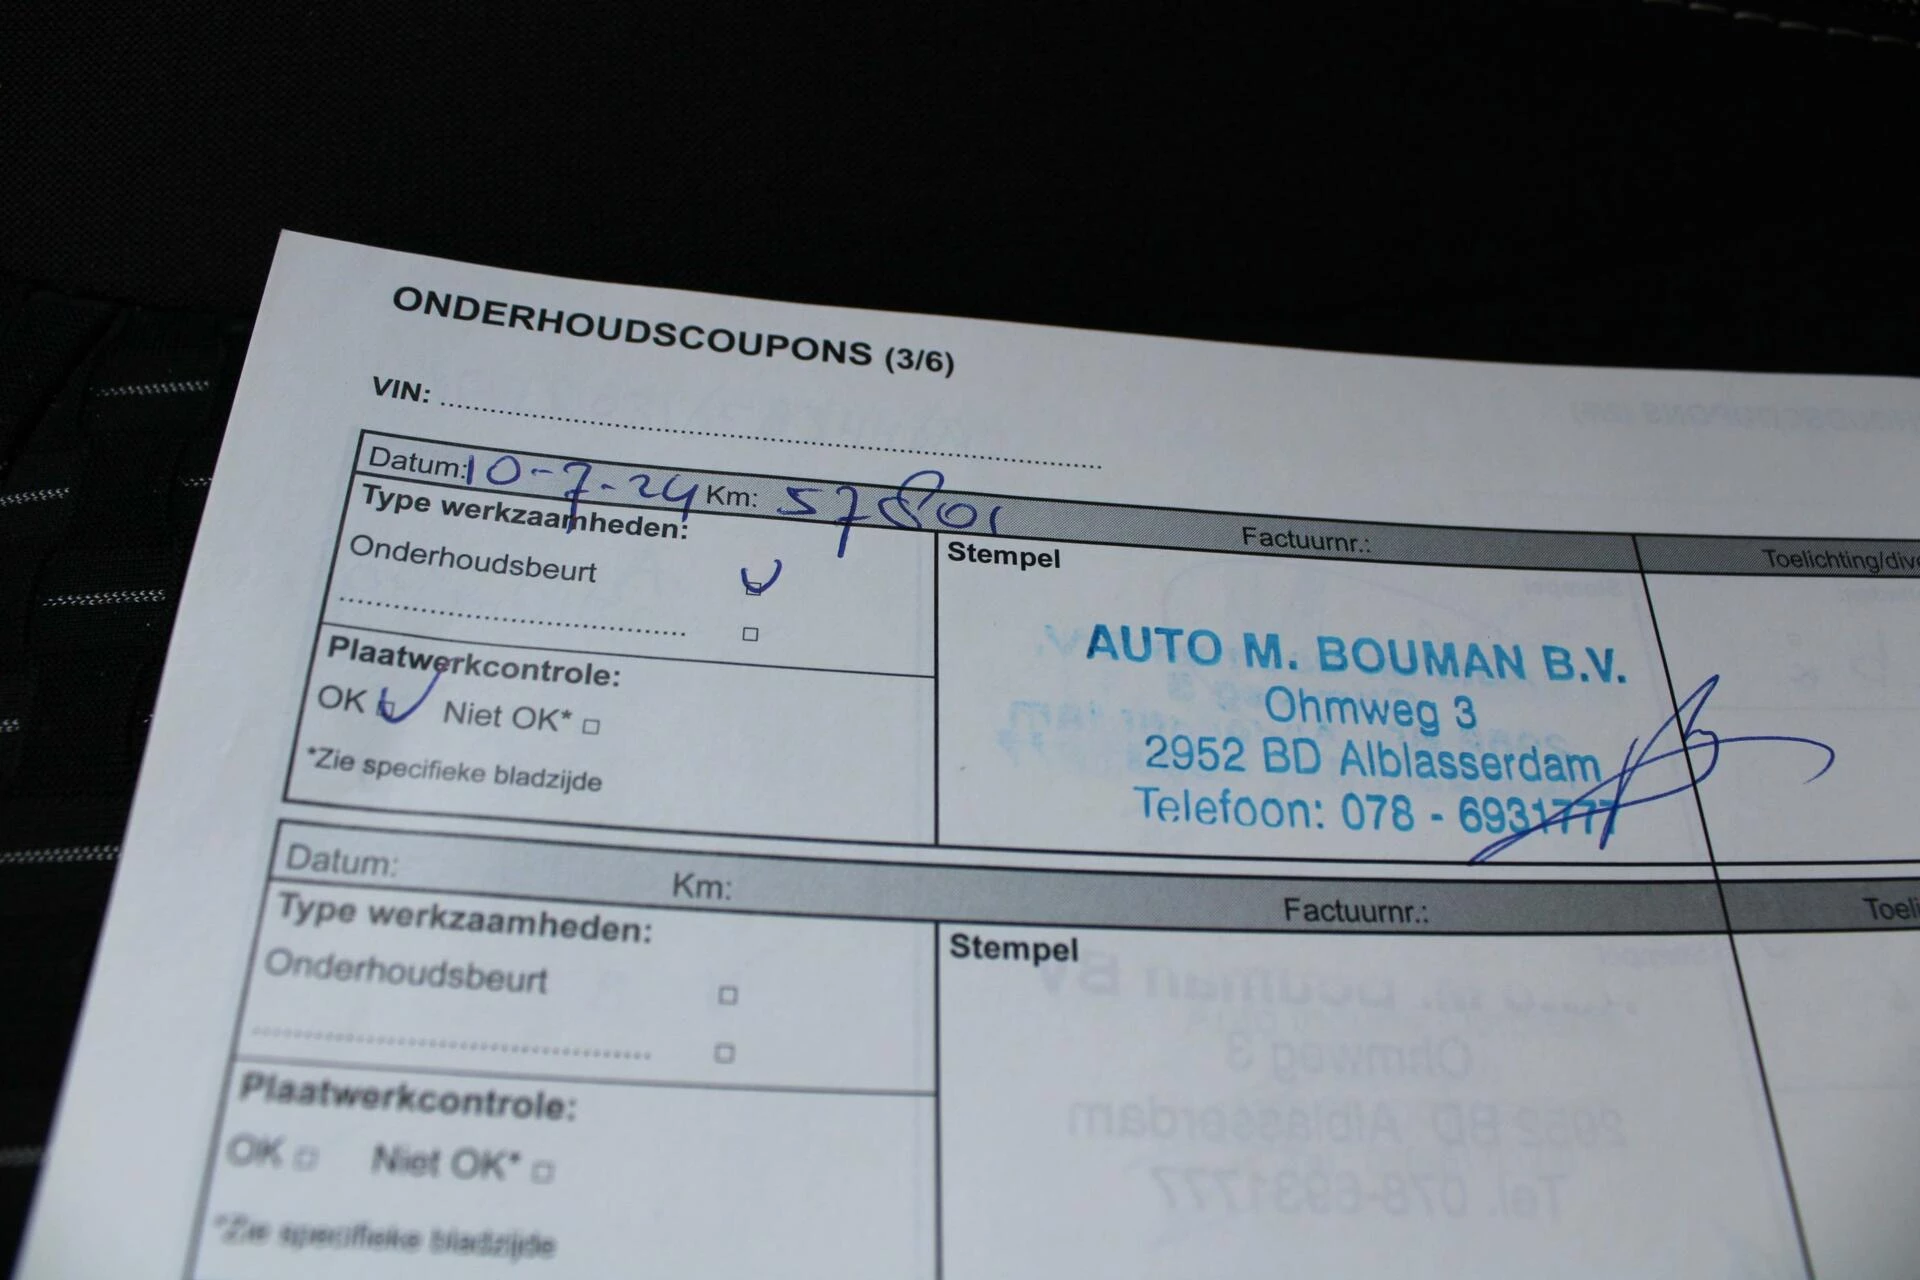 ONDERHOUDSCOUPONS (3/6)
VIN:
Datum: 10-7-24 Km: 57801 Factuurnr.: Toelichting/dive
Type werkzaamheden:
Onderhoudsbeurt
Plaatwerkcontrole:
OK Niet OK*
*Zie specifieke bladzijde
Stempel
AUTO M. BOUMAN B.V.
Ohmweg 3
2952 BD Alblasserdam
Telefoon: 078 - 6931777
Datum: Km: Factuurnr.: Toeli
Type werkzaamheden:
Onderhoudsbeurt
Plaatwerkcontrole:
OK Niet OK*
*Zie specifieke bladzijde
Stempel